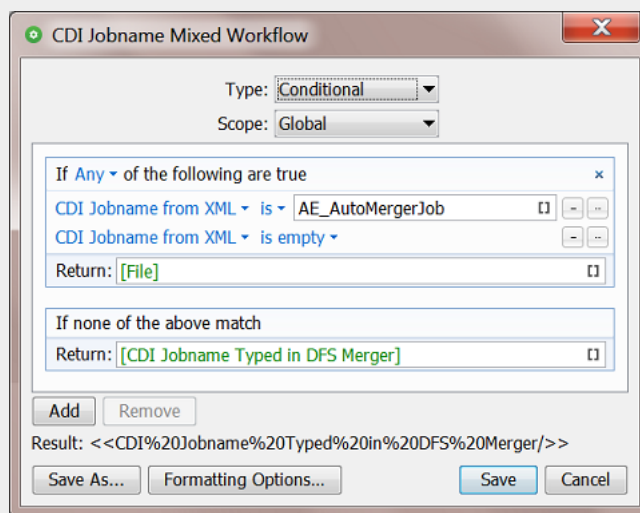 CDI Jobname Mixed Workflow
Type: Conditional
Scope: Global
If Any of the following are true
CDI Jobname from XML is AE_AutoMergerJob []
CDI Jobname from XML is empty
Return: [File] []
If none of the above match
Return: [CDI Jobname Typed in DFS Merger] []
Add Remove
Result: <<CDI%20Jobname%20Typed%20in%20DFS%20Merger/>>
Save As... Formatting Options... Save Cancel